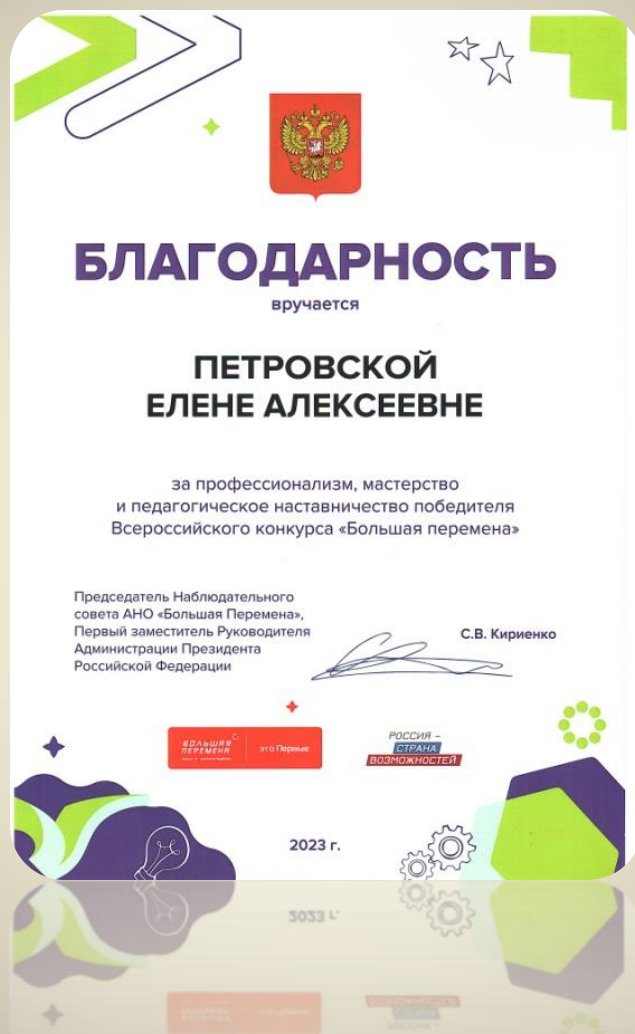 БЛАГОДАРНОСТЬ
вручается
ПЕТРОВСКОЙ
ЕЛЕНЕ АЛЕКСЕЕВНЕ
за профессионализм, мастерство
и педагогическое наставничество победителя
Всероссийского конкурса «Большая перемена»
Председатель Наблюдательного
совета АНО «Большая Перемена»,
Первый заместитель Руководителя
Администрации Президента
Российской Федерации
С.В. Кириенко
БОЛЬШАЯ
ПЕРЕМЕНА
это Первые
РОССИЯ –
СТРАНА
ВОЗМОЖНОСТЕЙ
2023 г.